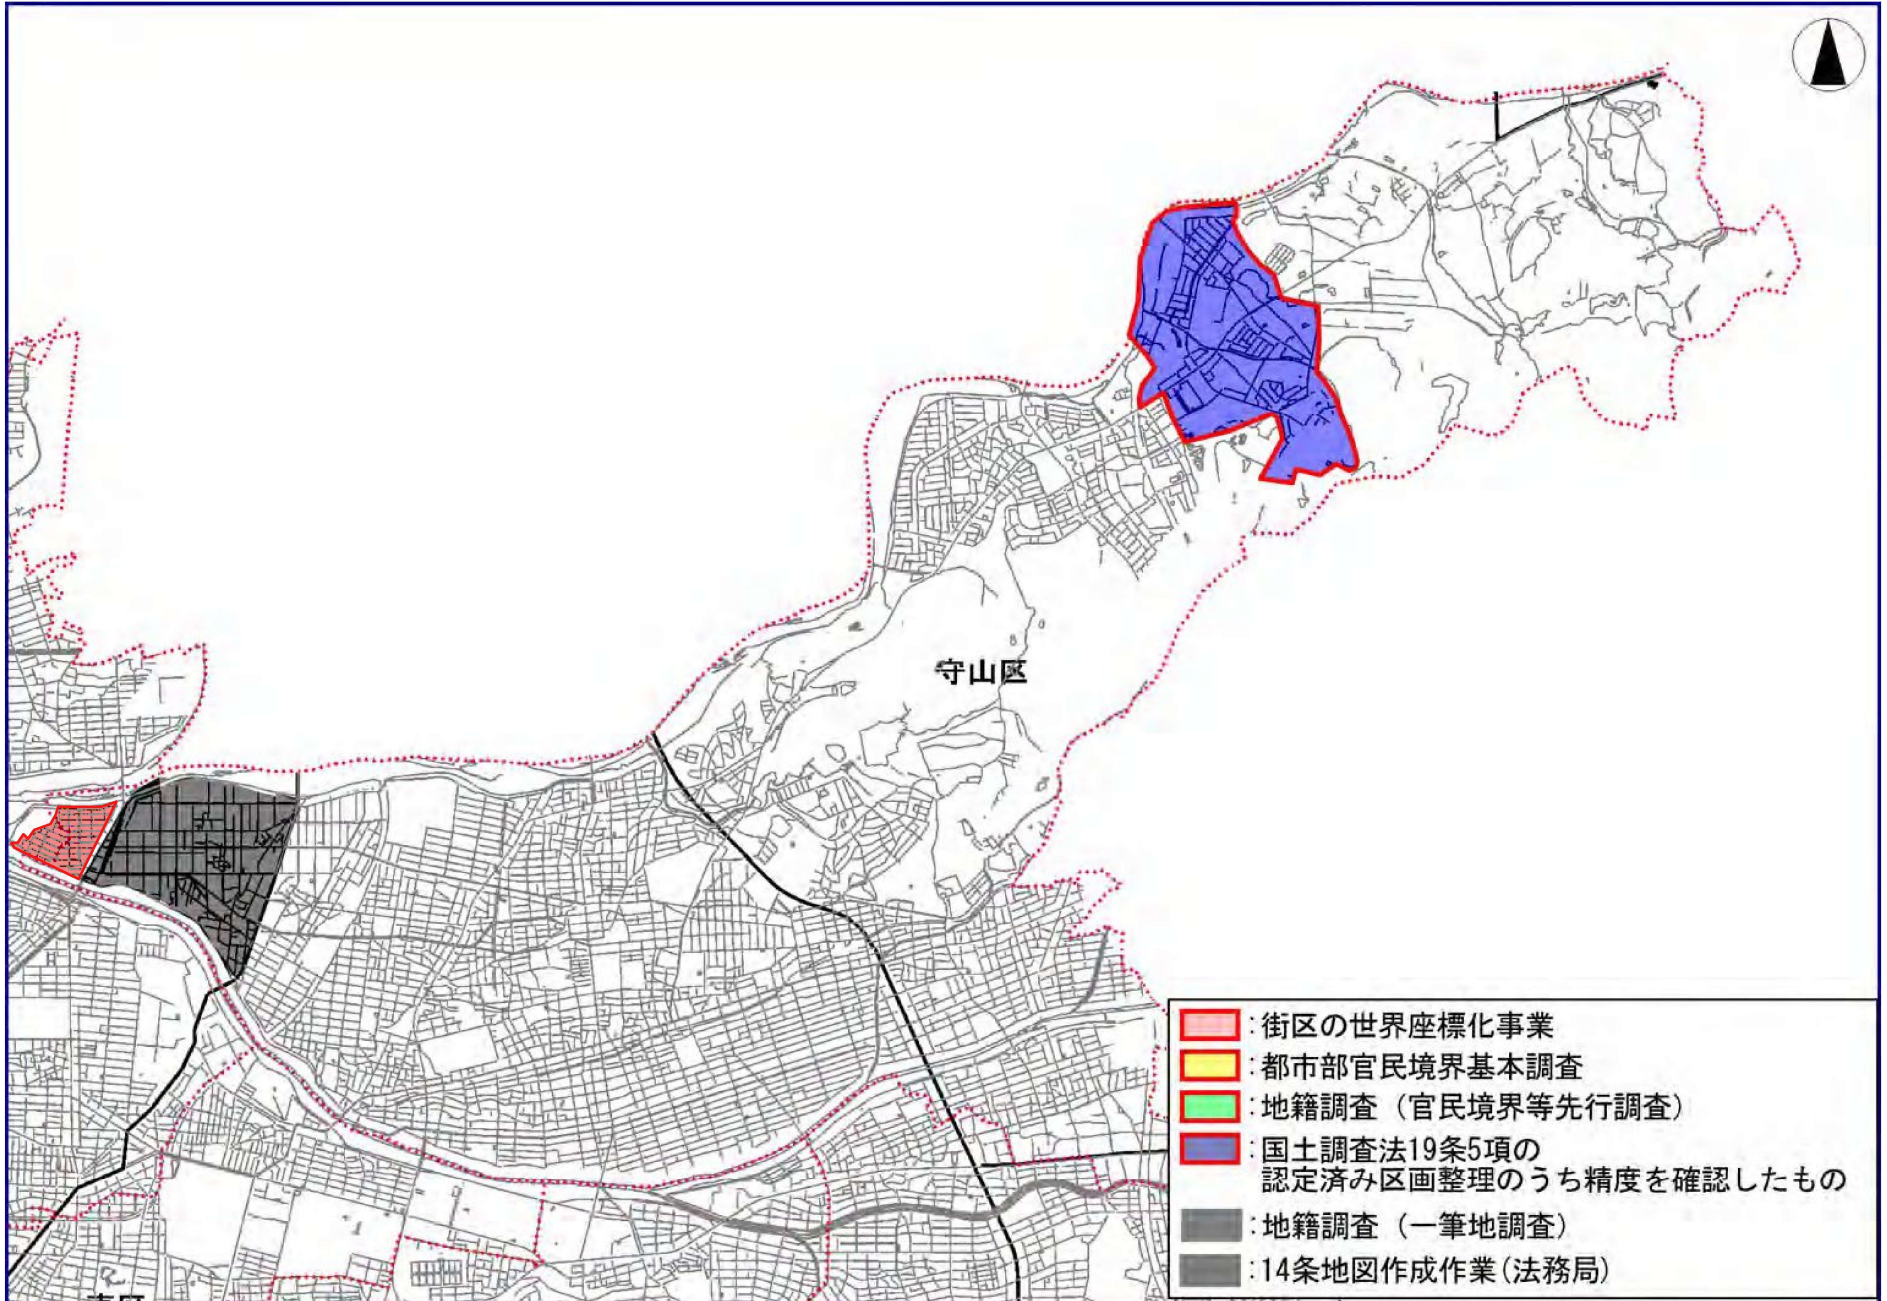 守山区
:街区の世界座標化事業
:都市部官民境界基本調査
:地籍調査（官民境界等先行調査）
:国土調査法19条5項の
認定済み区画整理のうち精度を確認したもの
:地籍調査（一筆地調査）
:14条地図作成作業(法務局)